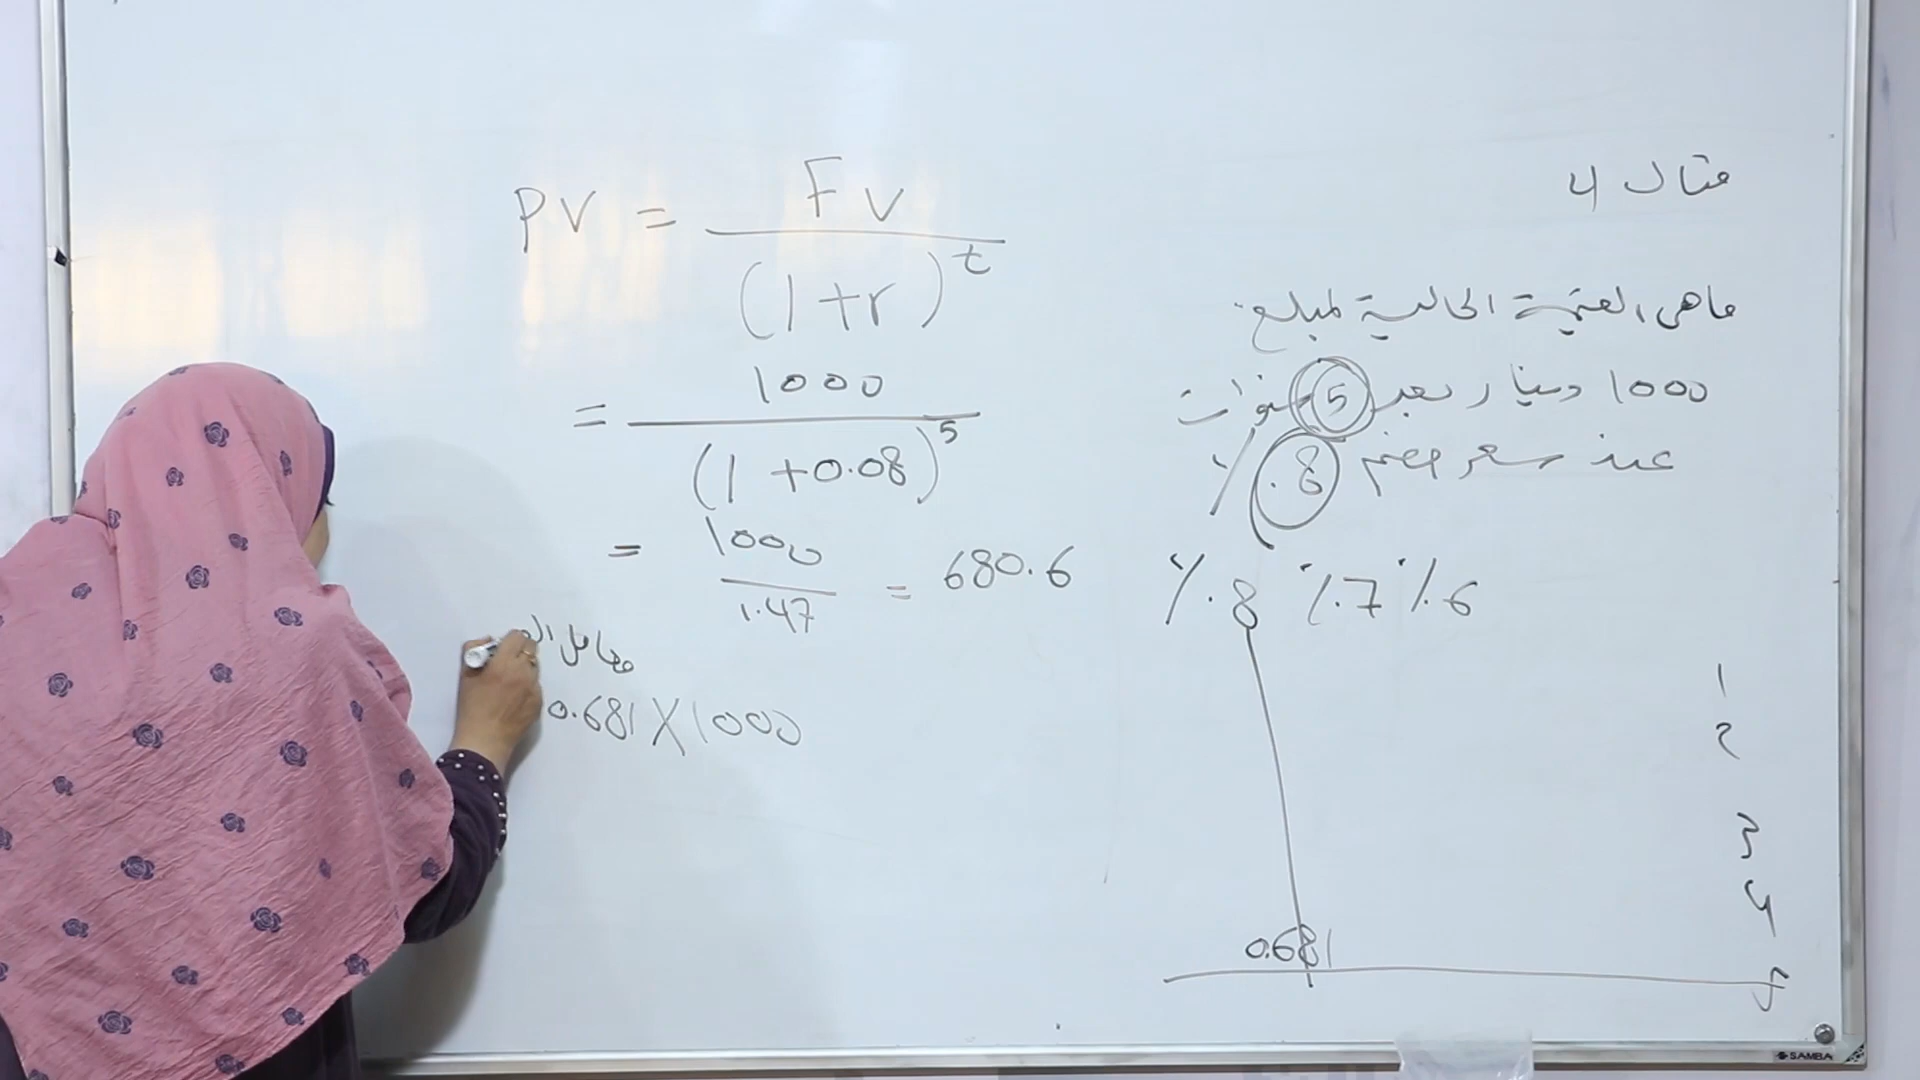 مثال 4
ماهي القيمة الحالية لمبلغ
1000 دينار بعد 5 سنوات
عند سعر خصم 8.%
PV = FV / (1+r)^t
= 1000 / (1+0.08)^5
= 1000 / 1.47 = 680.6
معامل
0.681 X 1000
%.8 %.7 %.6
1
2
3
4
0.681 5
SAMBA